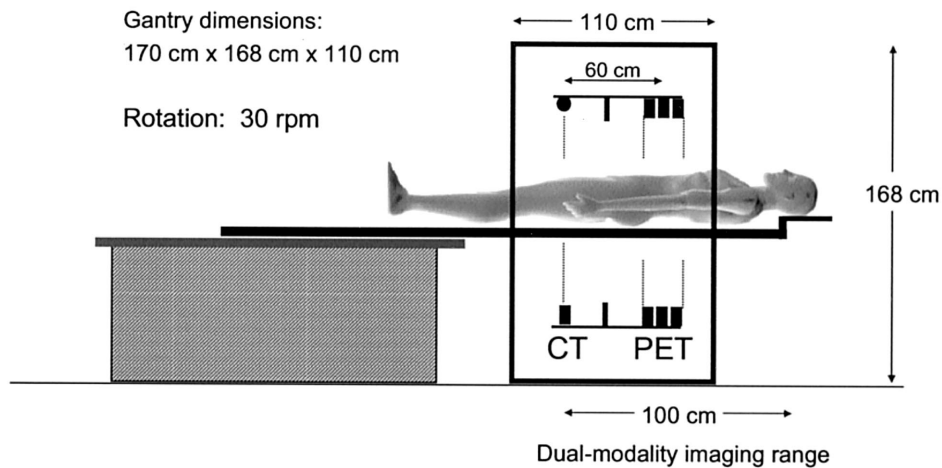 Gantry dimensions:
170 cm x 168 cm x 110 cm
Rotation: 30 rpm
110 cm
60 cm
168 cm
CT PET
100 cm
Dual-modality imaging range